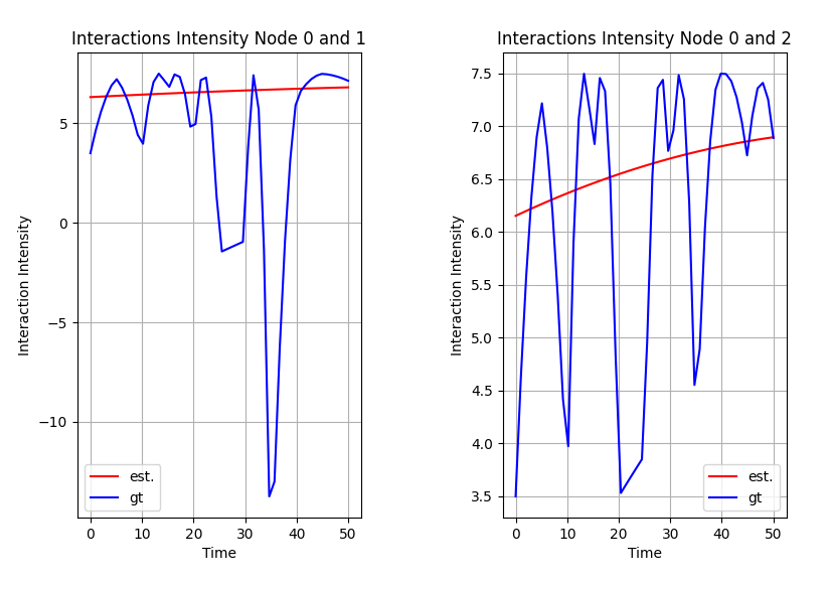 Interactions Intensity Node 0 and 1
Interaction Intensity
5
0
−5
−10
est.
gt
0 10 20 30 40 50
Time
Interactions Intensity Node 0 and 2
Interaction Intensity
7.5
7.0
6.5
6.0
5.5
5.0
4.5
4.0
3.5
est.
gt
0 10 20 30 40 50
Time